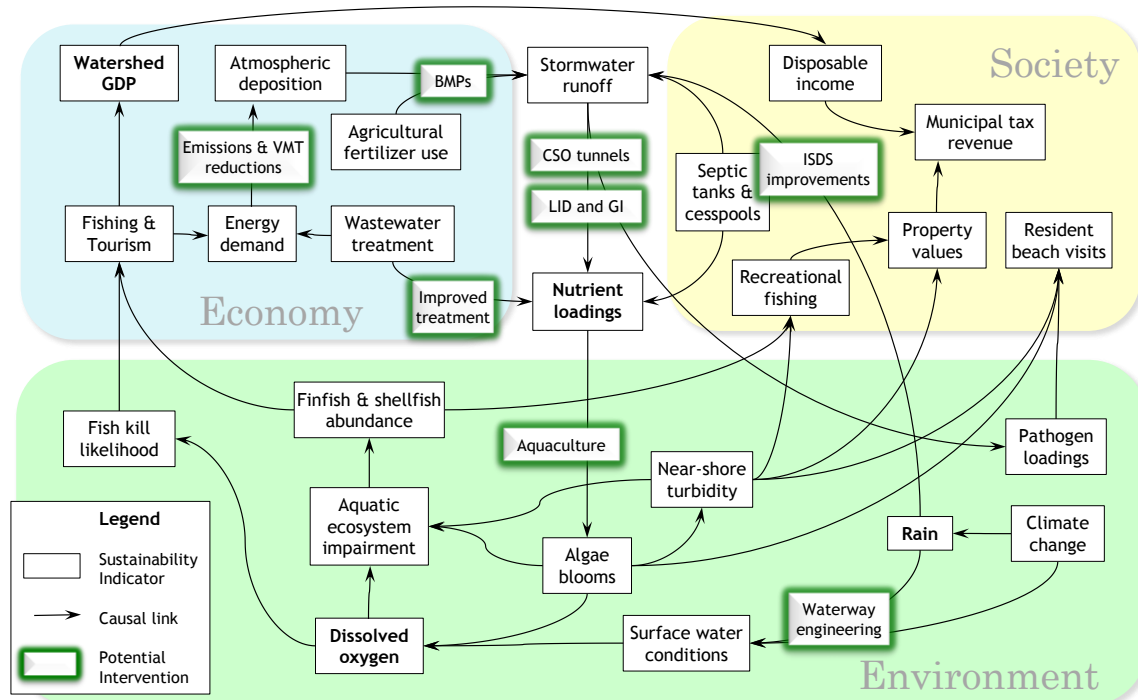 Society
Watershed
GDP
Atmospheric
deposition
BMPs
Stormwater
runoff
Disposable
income
Agricultural
fertilizer use
Municipal tax
revenue
Emissions & VMT
reductions
CSO tunnels
ISDS
improvements
Septic
tanks &
cesspools
LID and GI
Fishing &
Tourism
Energy
demand
Wastewater
treatment
Property
values
Resident
beach visits
Recreational
fishing
Economy
Improved
treatment
Nutrient
loadings
Finfish & shellfish
abundance
Fish kill
likelihood
Aquaculture
Pathogen
loadings
Near-shore
turbidity
Aquatic
ecosystem
impairment
Legend
Sustainability
Indicator
Causal link
Potential
Intervention
Algae
blooms
Rain
Climate
change
Waterway
engineering
Dissolved
oxygen
Surface water
conditions
Environment